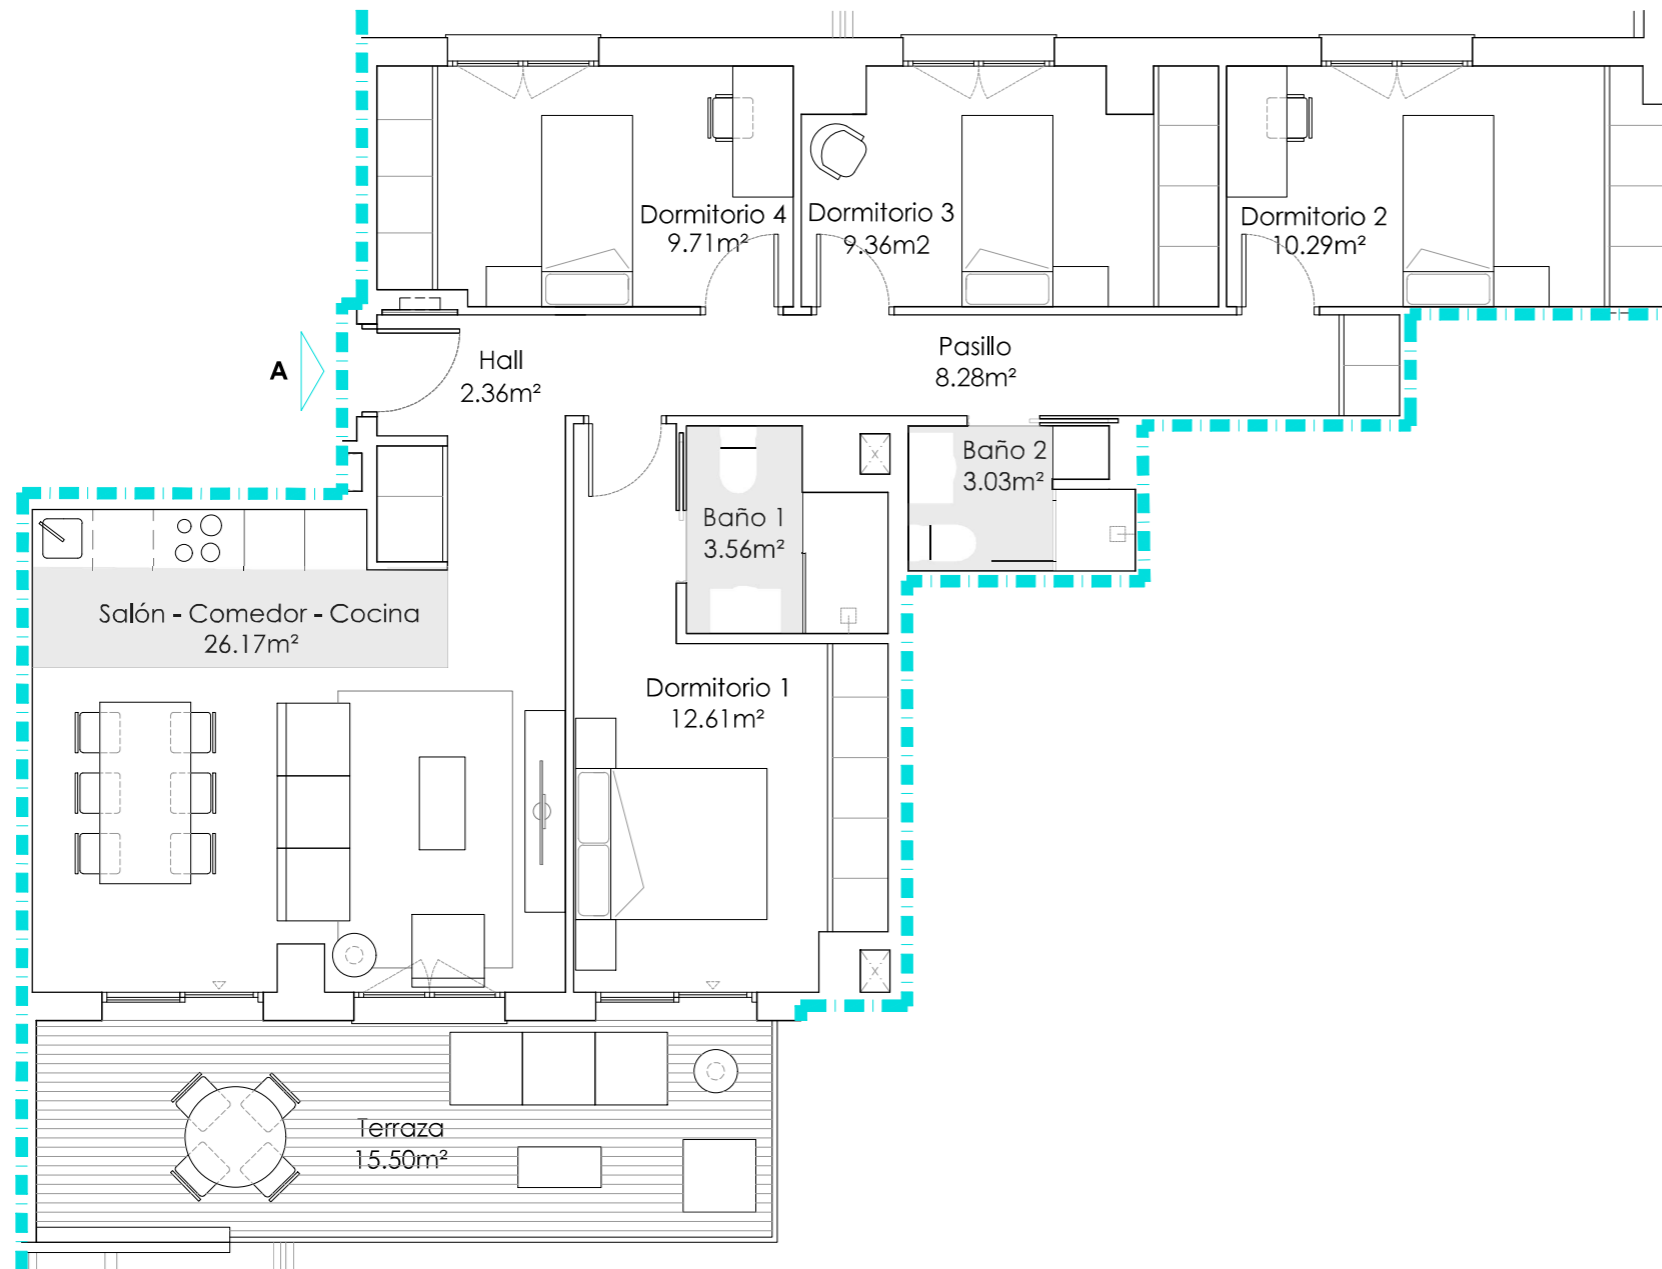 Dormitorio 4
9.71m²
Dormitorio 3
9.36m2
Dormitorio 2
10.29m²
A
Hall
2.36m²
Pasillo
8.28m²
Baño 2
3.03m²
Baño 1
3.56m²
Salón - Comedor - Cocina
26.17m²
Dormitorio 1
12.61m²
Terraza
15.50m²